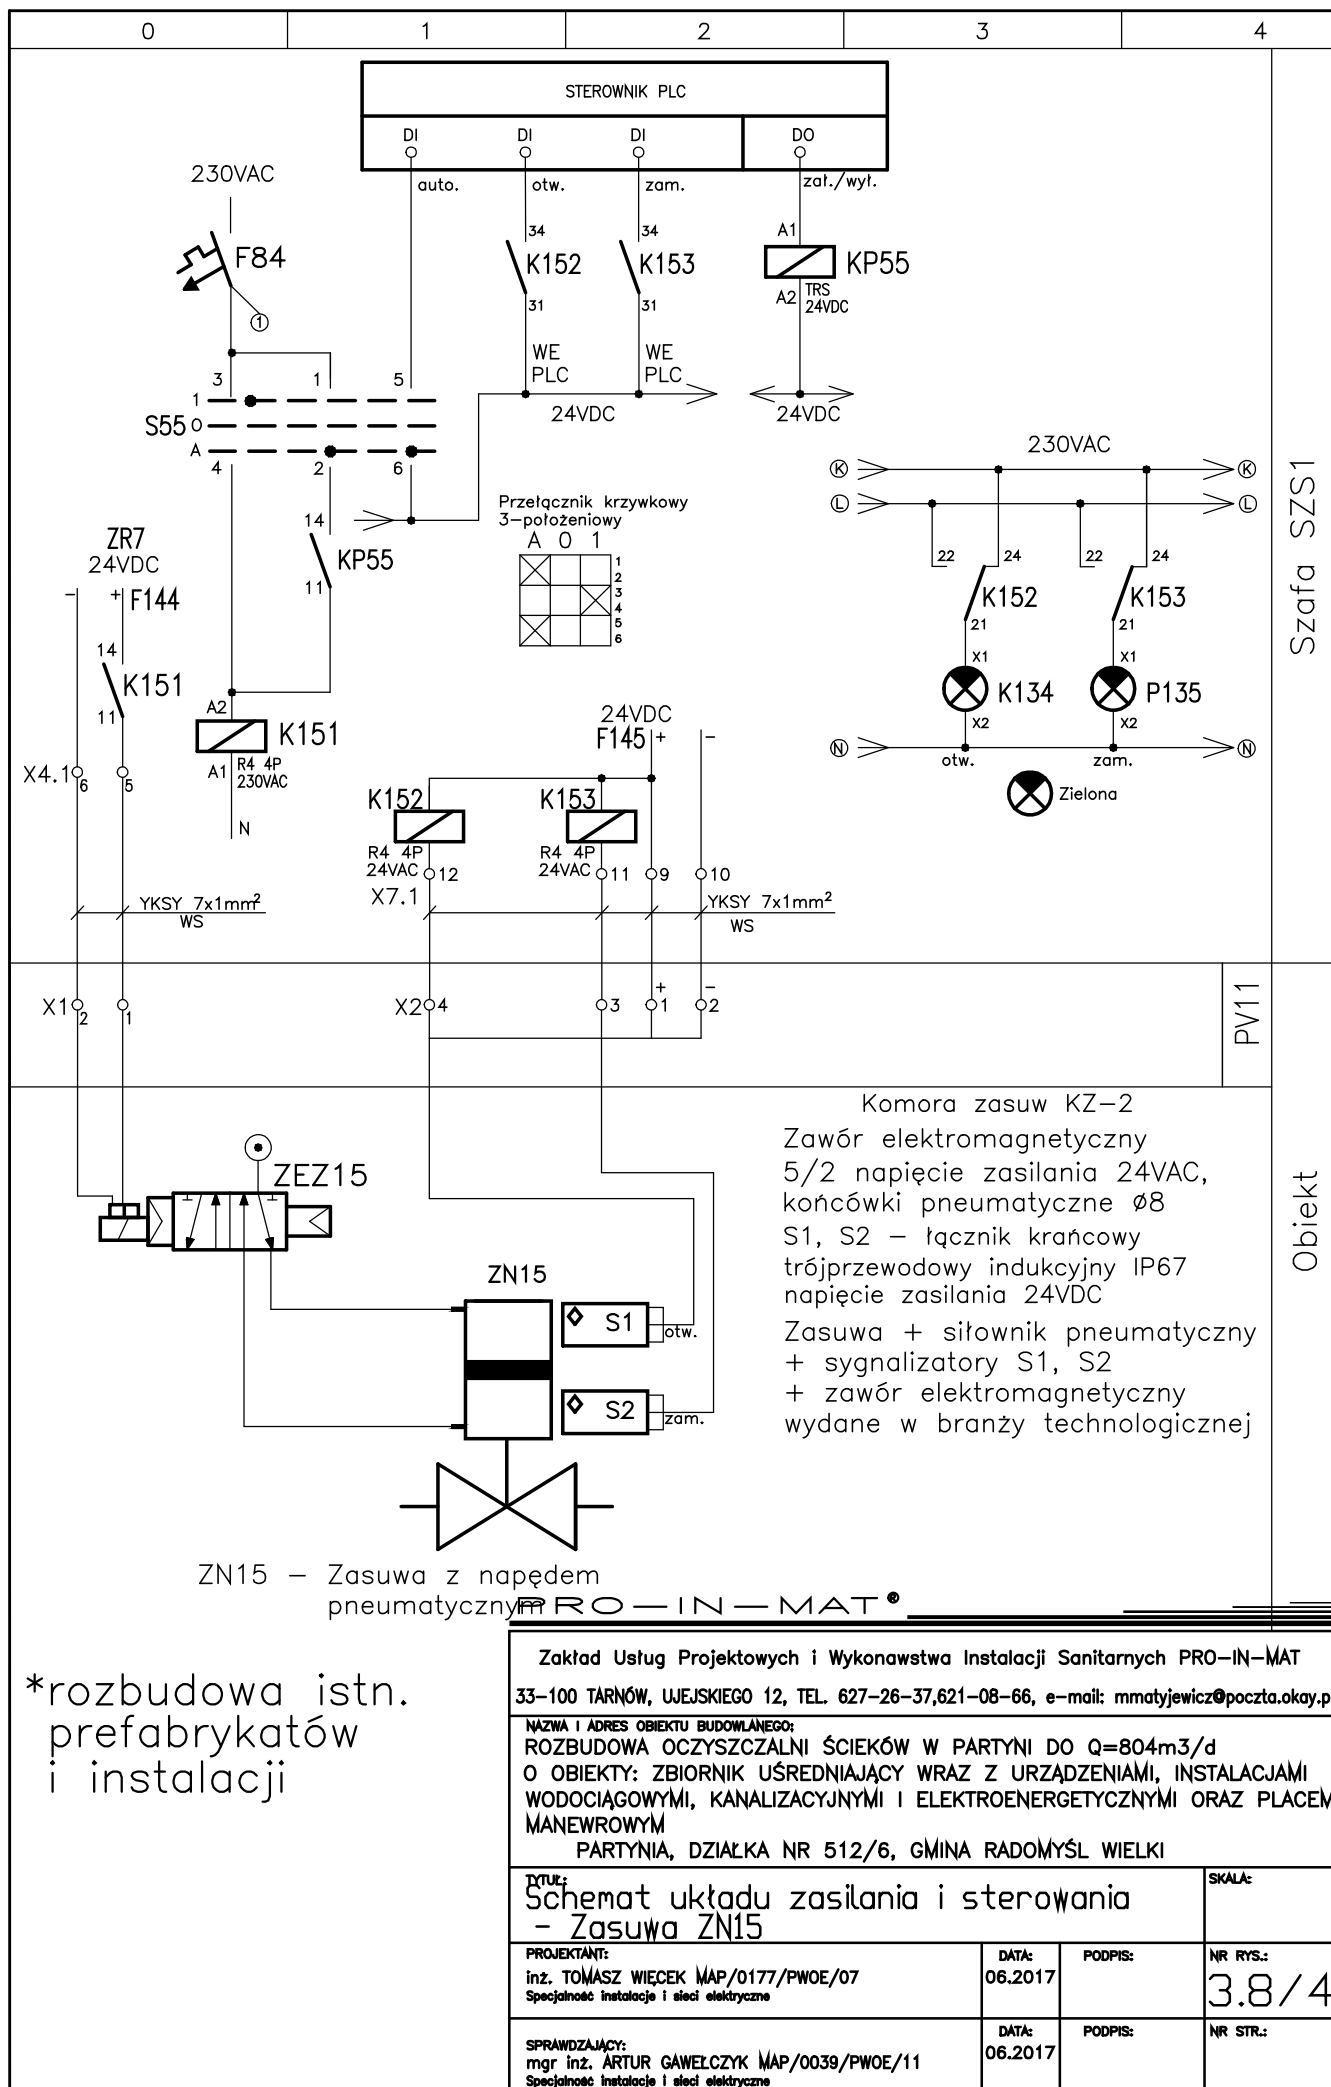 0 1 2 3 4
STEROWNIK PLC
DI DI DI DO
auto. otw. zam. zał./wył.
230VAC
F84
1
34 K152 31
34 K153 31
A1 KP55
A2 TRS
24VDC
WE
PLC
WE
PLC
24VDC 24VDC
3 1 5
1
S55 0
A
4 2 6
14 KP55 11
Przełącznik krzywkowy
3-położeniowy
A 0 1
1
2
3
4
5
6
230VAC
K K
L L
22 24 22 24
K152 K153
21 21
X1 X1
K134 P135
X2 X2
N N
otw. zam.
Zielona
Szafa SZS1
ZR7
24VDC
- + F144
14
K151
11
A2
K151
A1 R4 4P
230VAC
N
X4.1 6 5
24VDC
F145 + -
K152 K153
R4 4P
24VAC
R4 4P
24VAC
12 11 9 10
X7.1
YKSY 7x1mm²
WS
YKSY 7x1mm²
WS
X1 2 1
X2 4 3 + 1 - 2
PV11
Komora zasuw KZ-2
Zawór elektromagnetyczny
5/2 napięcie zasilania 24VAC,
końcówki pneumatyczne ø8
S1, S2 – łącznik krańcowy
trójprzewodowy indukcyjny IP67
napięcie zasilania 24VDC
Zasuwa + siłownik pneumatyczny
+ sygnalizatory S1, S2
+ zawór elektromagnetyczny
wydane w branży technologicznej
Obiekt
ZEZ15
ZN15
S1 otw.
S2 zam.
ZN15 – Zasuwa z napędem
pneumatycznym
PRO—IN—MAT®
*rozbudowa istn.
prefabrykatów
i instalacji
Zakład Usług Projektowych i Wykonawstwa Instalacji Sanitarnych PRO-IN-MAT
33-100 TARNÓW, UJEJSKIEGO 12, TEL. 627-26-37,621-08-66, e-mail: mmatyjewicz@poczta.okay.p
NAZWA I ADRES OBIEKTU BUDOWLANEGO:
ROZBUDOWA OCZYSZCZALNI ŚCIEKÓW W PARTYNI DO Q=804m3/d
O OBIEKTY: ZBIORNIK UŚREDNIAJĄCY WRAZ Z URZĄDZENIAMI, INSTALACJAMI
WODOCIĄGOWYMI, KANALIZACYJNYMI I ELEKTROENERGETYCZNYMI ORAZ PLACEM
MANEWROWYM
PARTYNIA, DZIAŁKA NR 512/6, GMINA RADOMYŚL WIELKI
TYTUŁ:
Schemat układu zasilania i sterowania
– Zasuwa ZN15
SKALA:
PROJEKTANT:
inż. TOMASZ WIĘCEK MAP/0177/PWOE/07
Specjalność instalacje i sieci elektryczne
DATA:
06.2017
PODPIS:
NR RYS.:
3.8/4
SPRAWDZAJĄCY:
mgr inż. ARTUR GAWEŁCZYK MAP/0039/PWOE/11
Specjalność instalacje i sieci elektryczne
DATA:
06.2017
PODPIS:
NR STR.: